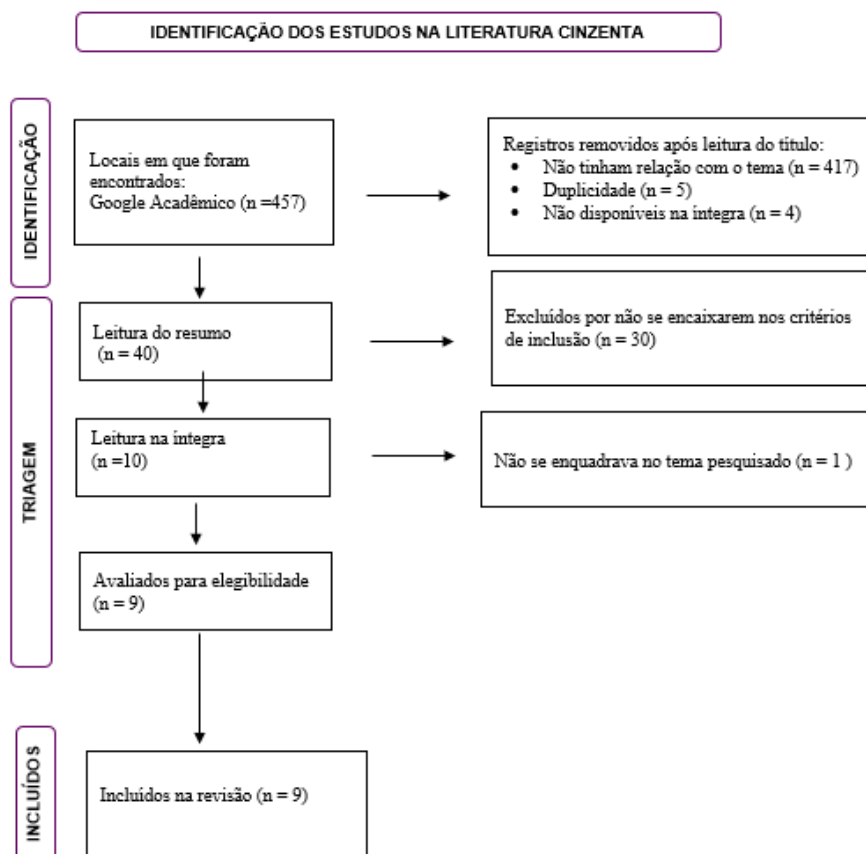 IDENTIFICAÇÃO DOS ESTUDOS NA LITERATURA CINZENTA
IDENTIFICAÇÃO
Locais em que foram
encontrados:
Google Acadêmico (n =457)
Registros removidos após leitura do título:
• Não tinham relação com o tema (n = 417)
• Duplicidade (n = 5)
• Não disponíveis na íntegra (n = 4)
TRIAGEM
Leitura do resumo
(n = 40)
Excluídos por não se encaixarem nos critérios
de inclusão (n = 30)
Leitura na íntegra
(n =10)
Não se enquadrava no tema pesquisado (n = 1 )
Avaliados para elegibilidade
(n = 9)
INCLUÍDOS
Incluídos na revisão (n = 9)